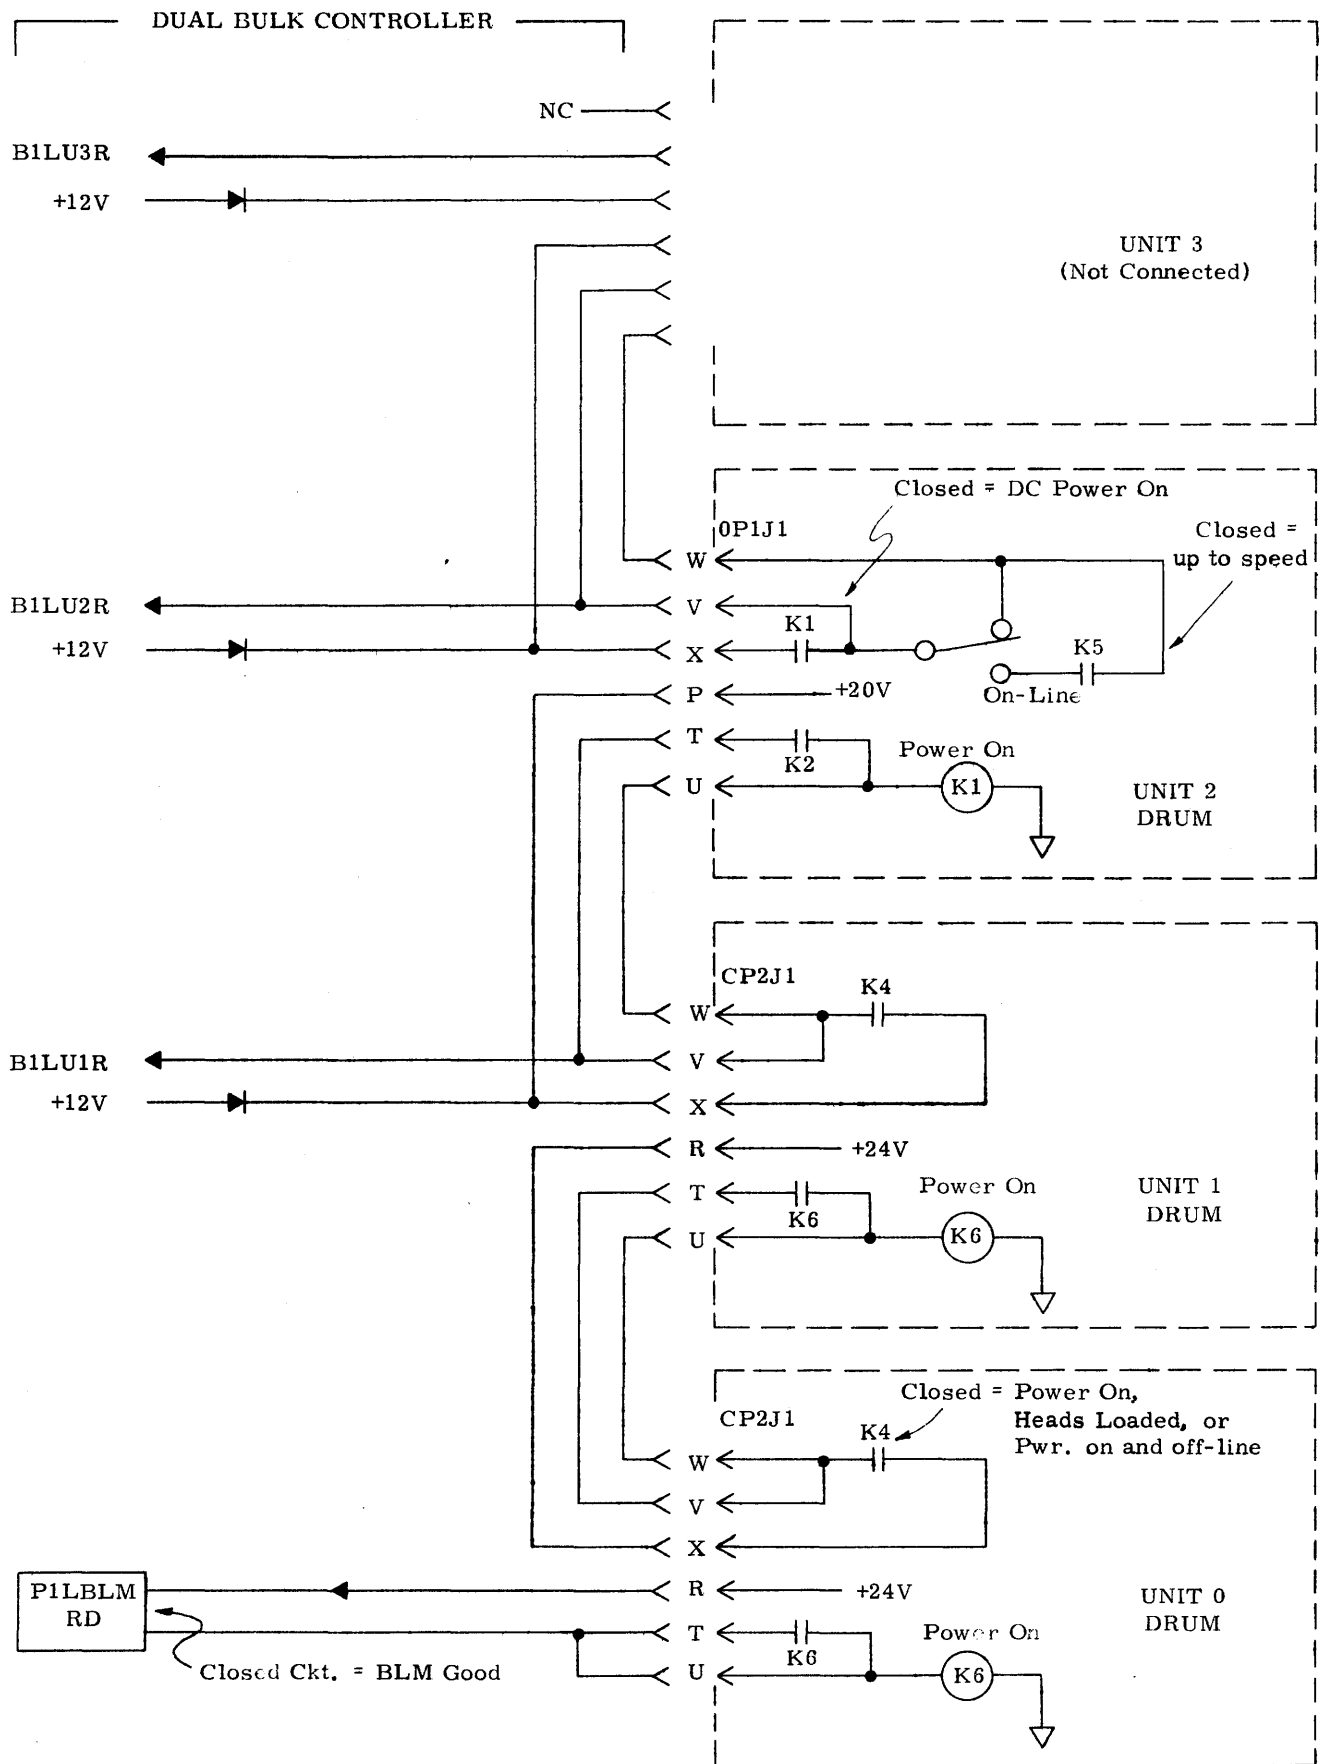 DUAL BULK CONTROLLER
NC
B1LU3R
+12V
UNIT 3
(Not Connected)
Closed = DC Power On
0P1J1
Closed =
up to speed
W
B1LU2R
V
K1
+12V
X
K5
P
+20V
On-Line
T
K2
Power On
U
K1
UNIT 2
DRUM
CP2J1
K4
W
B1LU1R
V
+12V
X
R
+24V
T
K6
Power On
UNIT 1
DRUM
U
K6
Closed = Power On,
Heads Loaded, or
Pwr. on and off-line
CP2J1
K4
W
V
X
P1LBLM
RD
R
+24V
UNIT 0
DRUM
T
K6
Power On
U
K6
Closed Ckt. = BLM Good